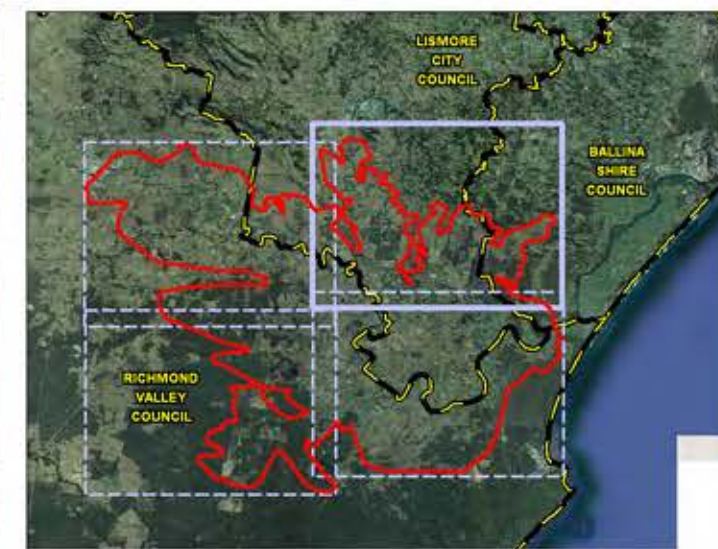 LISMORE
CITY
COUNCIL
BALLINA
SHIRE
COUNCIL
RICHMOND
VALLEY
COUNCIL